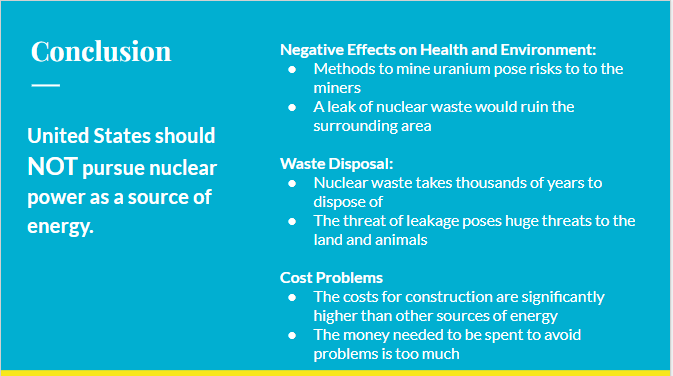 Conclusion
United States should
NOT pursue nuclear
power as a source of
energy.
Negative Effects on Health and Environment:
● Methods to mine uranium pose risks to to the
miners
● A leak of nuclear waste would ruin the
surrounding area
Waste Disposal:
● Nuclear waste takes thousands of years to
dispose of
● The threat of leakage poses huge threats to the
land and animals
Cost Problems
● The costs for construction are significantly
higher than other sources of energy
● The money needed to be spent to avoid
problems is too much